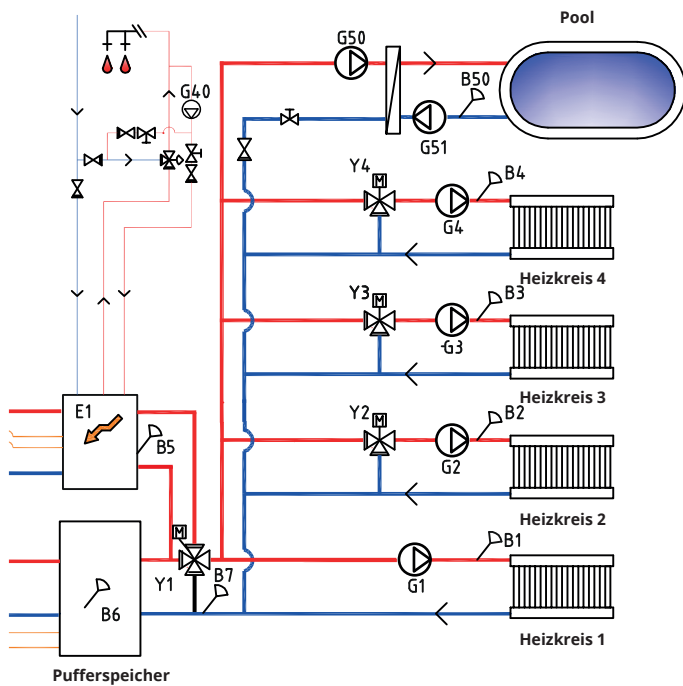 Pool
G50
B50
G40
G51
Y4
B4
G4
Heizkreis 4
Y3
B3
-G3
Heizkreis 3
E1
Y2
B2
B5
G2
Heizkreis 2
M
M
M
M
B1
Y1
B7
G1
B6
Heizkreis 1
Pufferspeicher